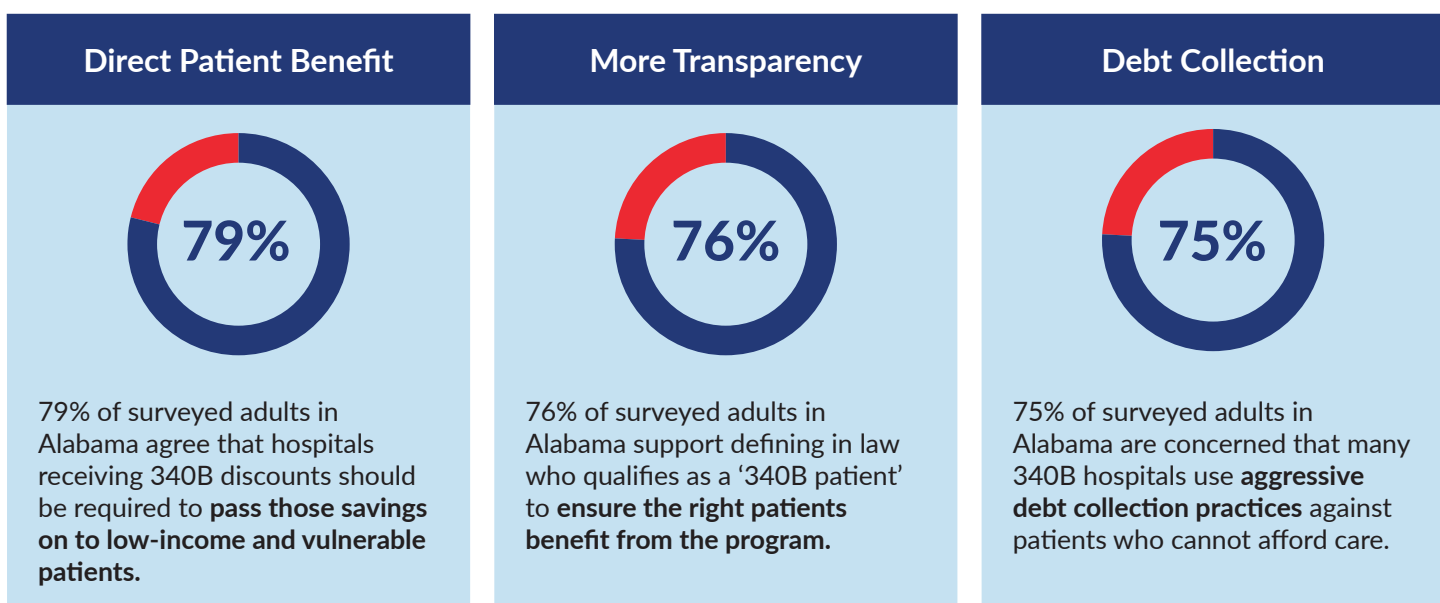 Direct Patient Benefit
79%
79% of surveyed adults in
Alabama agree that hospitals
receiving 340B discounts should
be required to pass those savings
on to low-income and vulnerable
patients.
More Transparency
76%
76% of surveyed adults in
Alabama support defining in law
who qualifies as a ‘340B patient’
to ensure the right patients
benefit from the program.
Debt Collection
75%
75% of surveyed adults in
Alabama are concerned that many
340B hospitals use aggressive
debt collection practices against
patients who cannot afford care.